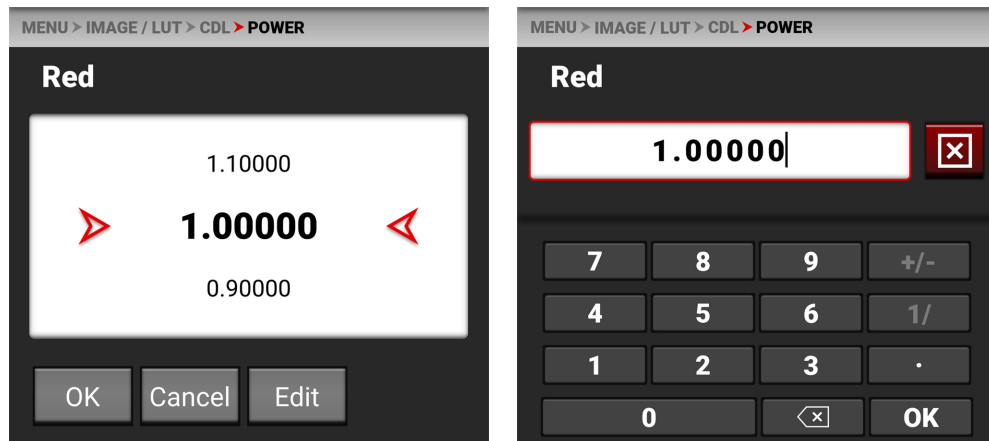 MENU > IMAGE / LUT > CDL > POWER
Red
1.10000
1.00000
0.90000
OK Cancel Edit
MENU > IMAGE / LUT > CDL > POWER
Red
1.00000
7 8 9 +/-
4 5 6 1/
1 2 3 .
0 OK